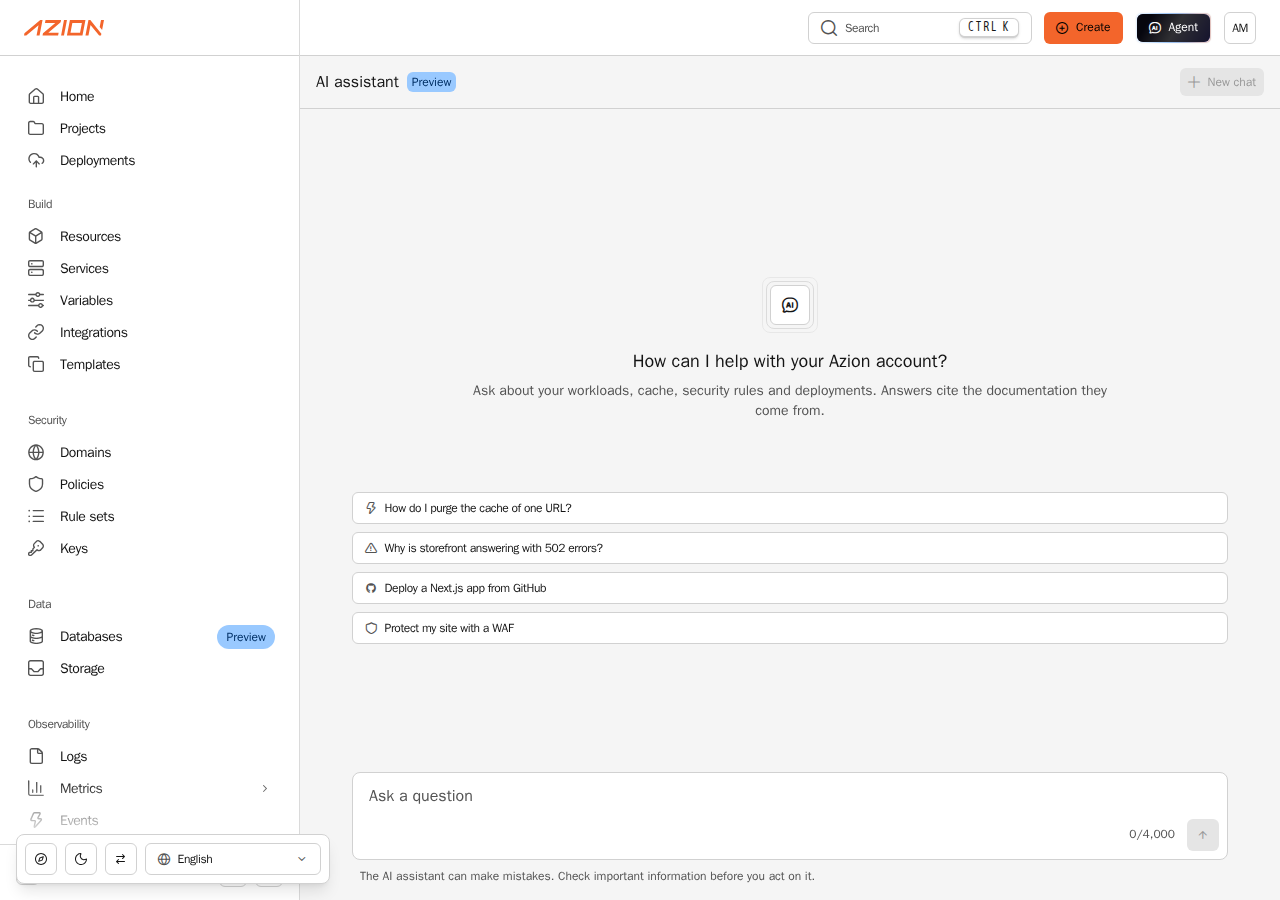 AZION
Search
CTRL K
Create
Agent
AM
Home
Projects
Deployments
Build
Resources
Services
Variables
Integrations
Templates
Security
Domains
Policies
Rule sets
Keys
Data
Databases
Preview
Storage
Observability
Logs
Metrics
Events
English
AI assistant
Preview
New chat
AI
How can I help with your Azion account?
Ask about your workloads, cache, security rules and deployments. Answers cite the documentation they
come from.
How do I purge the cache of one URL?
Why is storefront answering with 502 errors?
Deploy a Next.js app from GitHub
Protect my site with a WAF
Ask a question
0/4,000
The AI assistant can make mistakes. Check important information before you act on it.